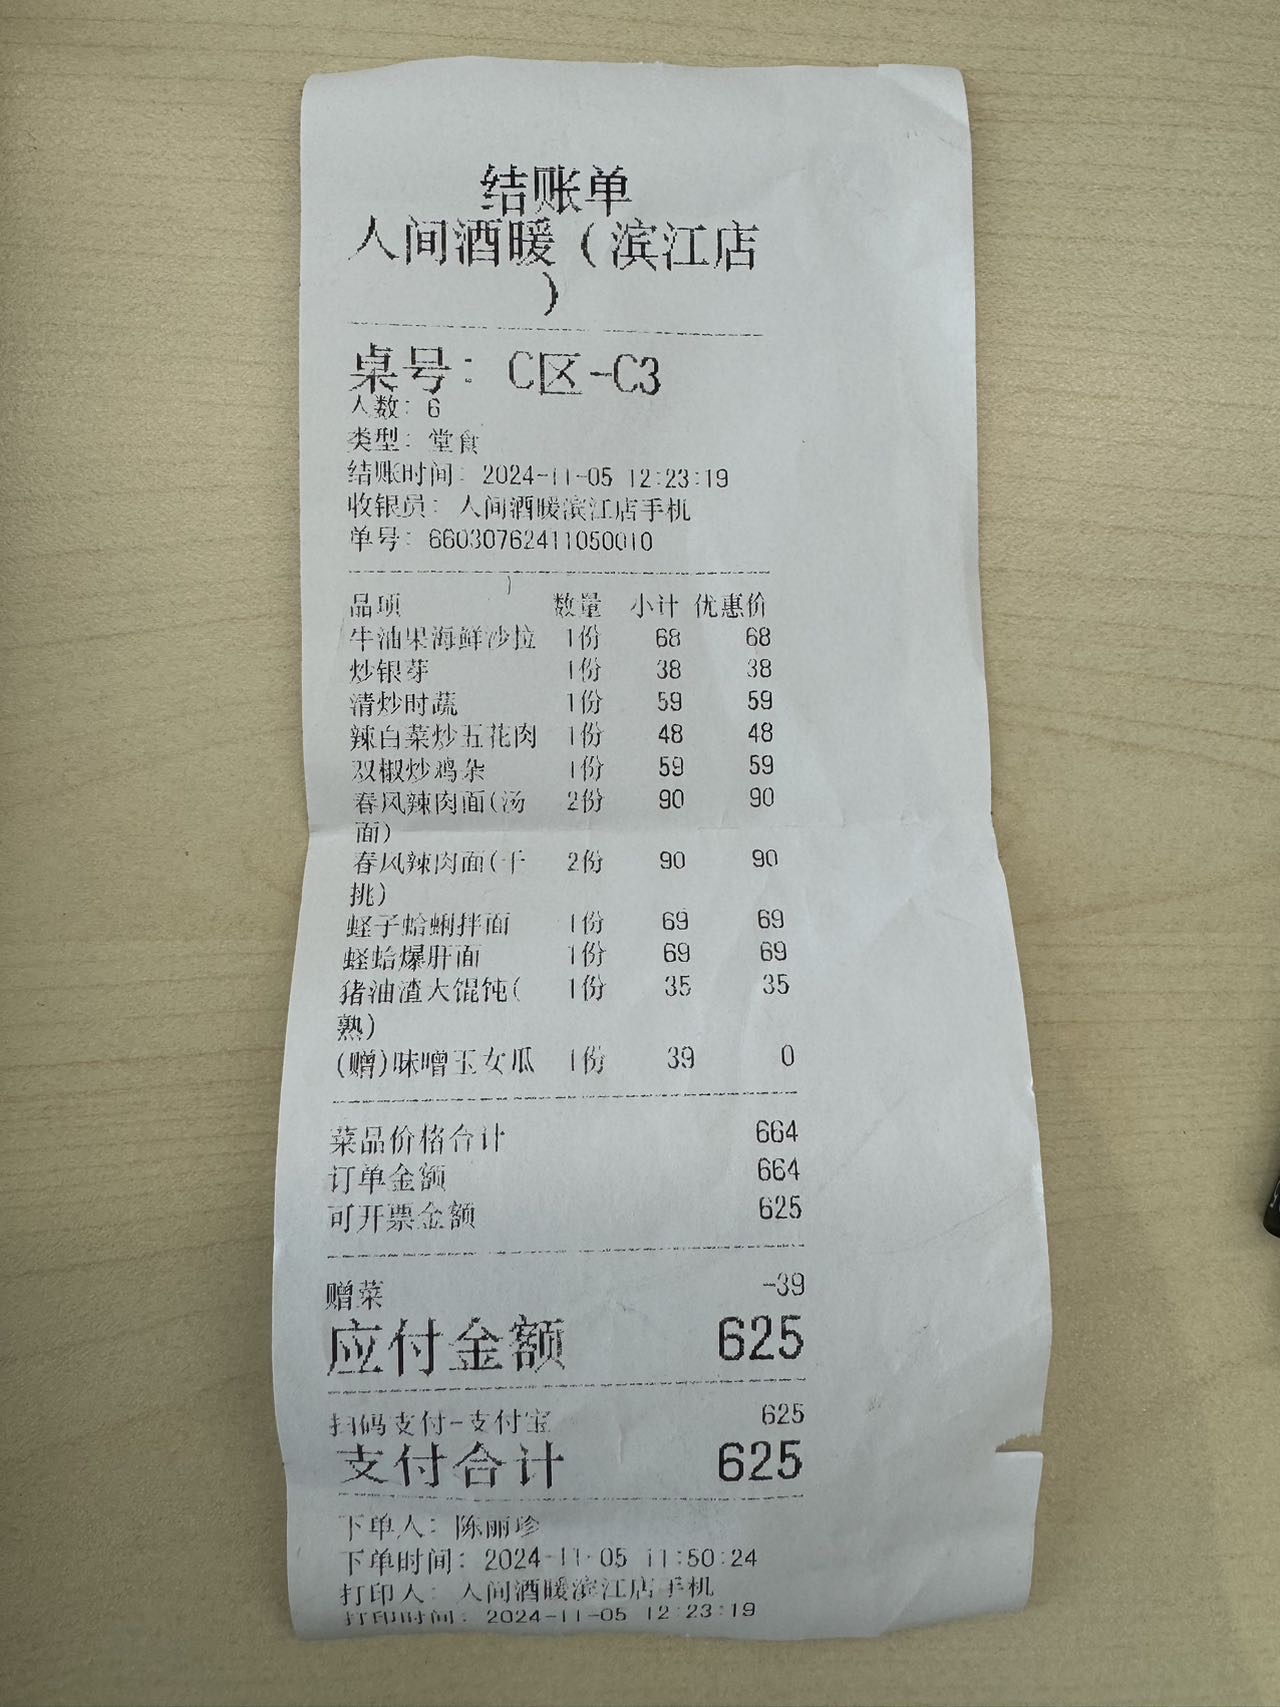 结账单
人间酒暖（滨江店
）
桌号：C区-C3
人数：6
类型：堂食
结账时间：2024-11-05 12:23:19
收银员：人间酒暖滨江店手机
单号：66030762411050010
品项 数量 小计 优惠价
牛油果海鲜沙拉 1份 68 68
炒银芽 1份 38 38
清炒时蔬 1份 59 59
辣白菜炒五花肉 1份 48 48
双椒炒鸡杂 1份 59 59
春风辣肉面(汤 2份 90 90
面)
春风辣肉面(干 2份 90 90
挑)
蛏子蛤蜊拌面 1份 69 69
蛏蛤爆肝面 1份 69 69
猪油渣大馄饨( 1份 35 35
熟)
(赠)味噌玉女瓜 1份 39 0
菜品价格合计 664
订单金额 664
可开票金额 625
赠菜 -39
应付金额 625
扫码支付-支付宝 625
支付合计 625
下单人：陈丽珍
下单时间：2024-11-05 11:50:24
打印人：人间酒暖滨江店手机
打印时间：2024-11-05 12:23:19